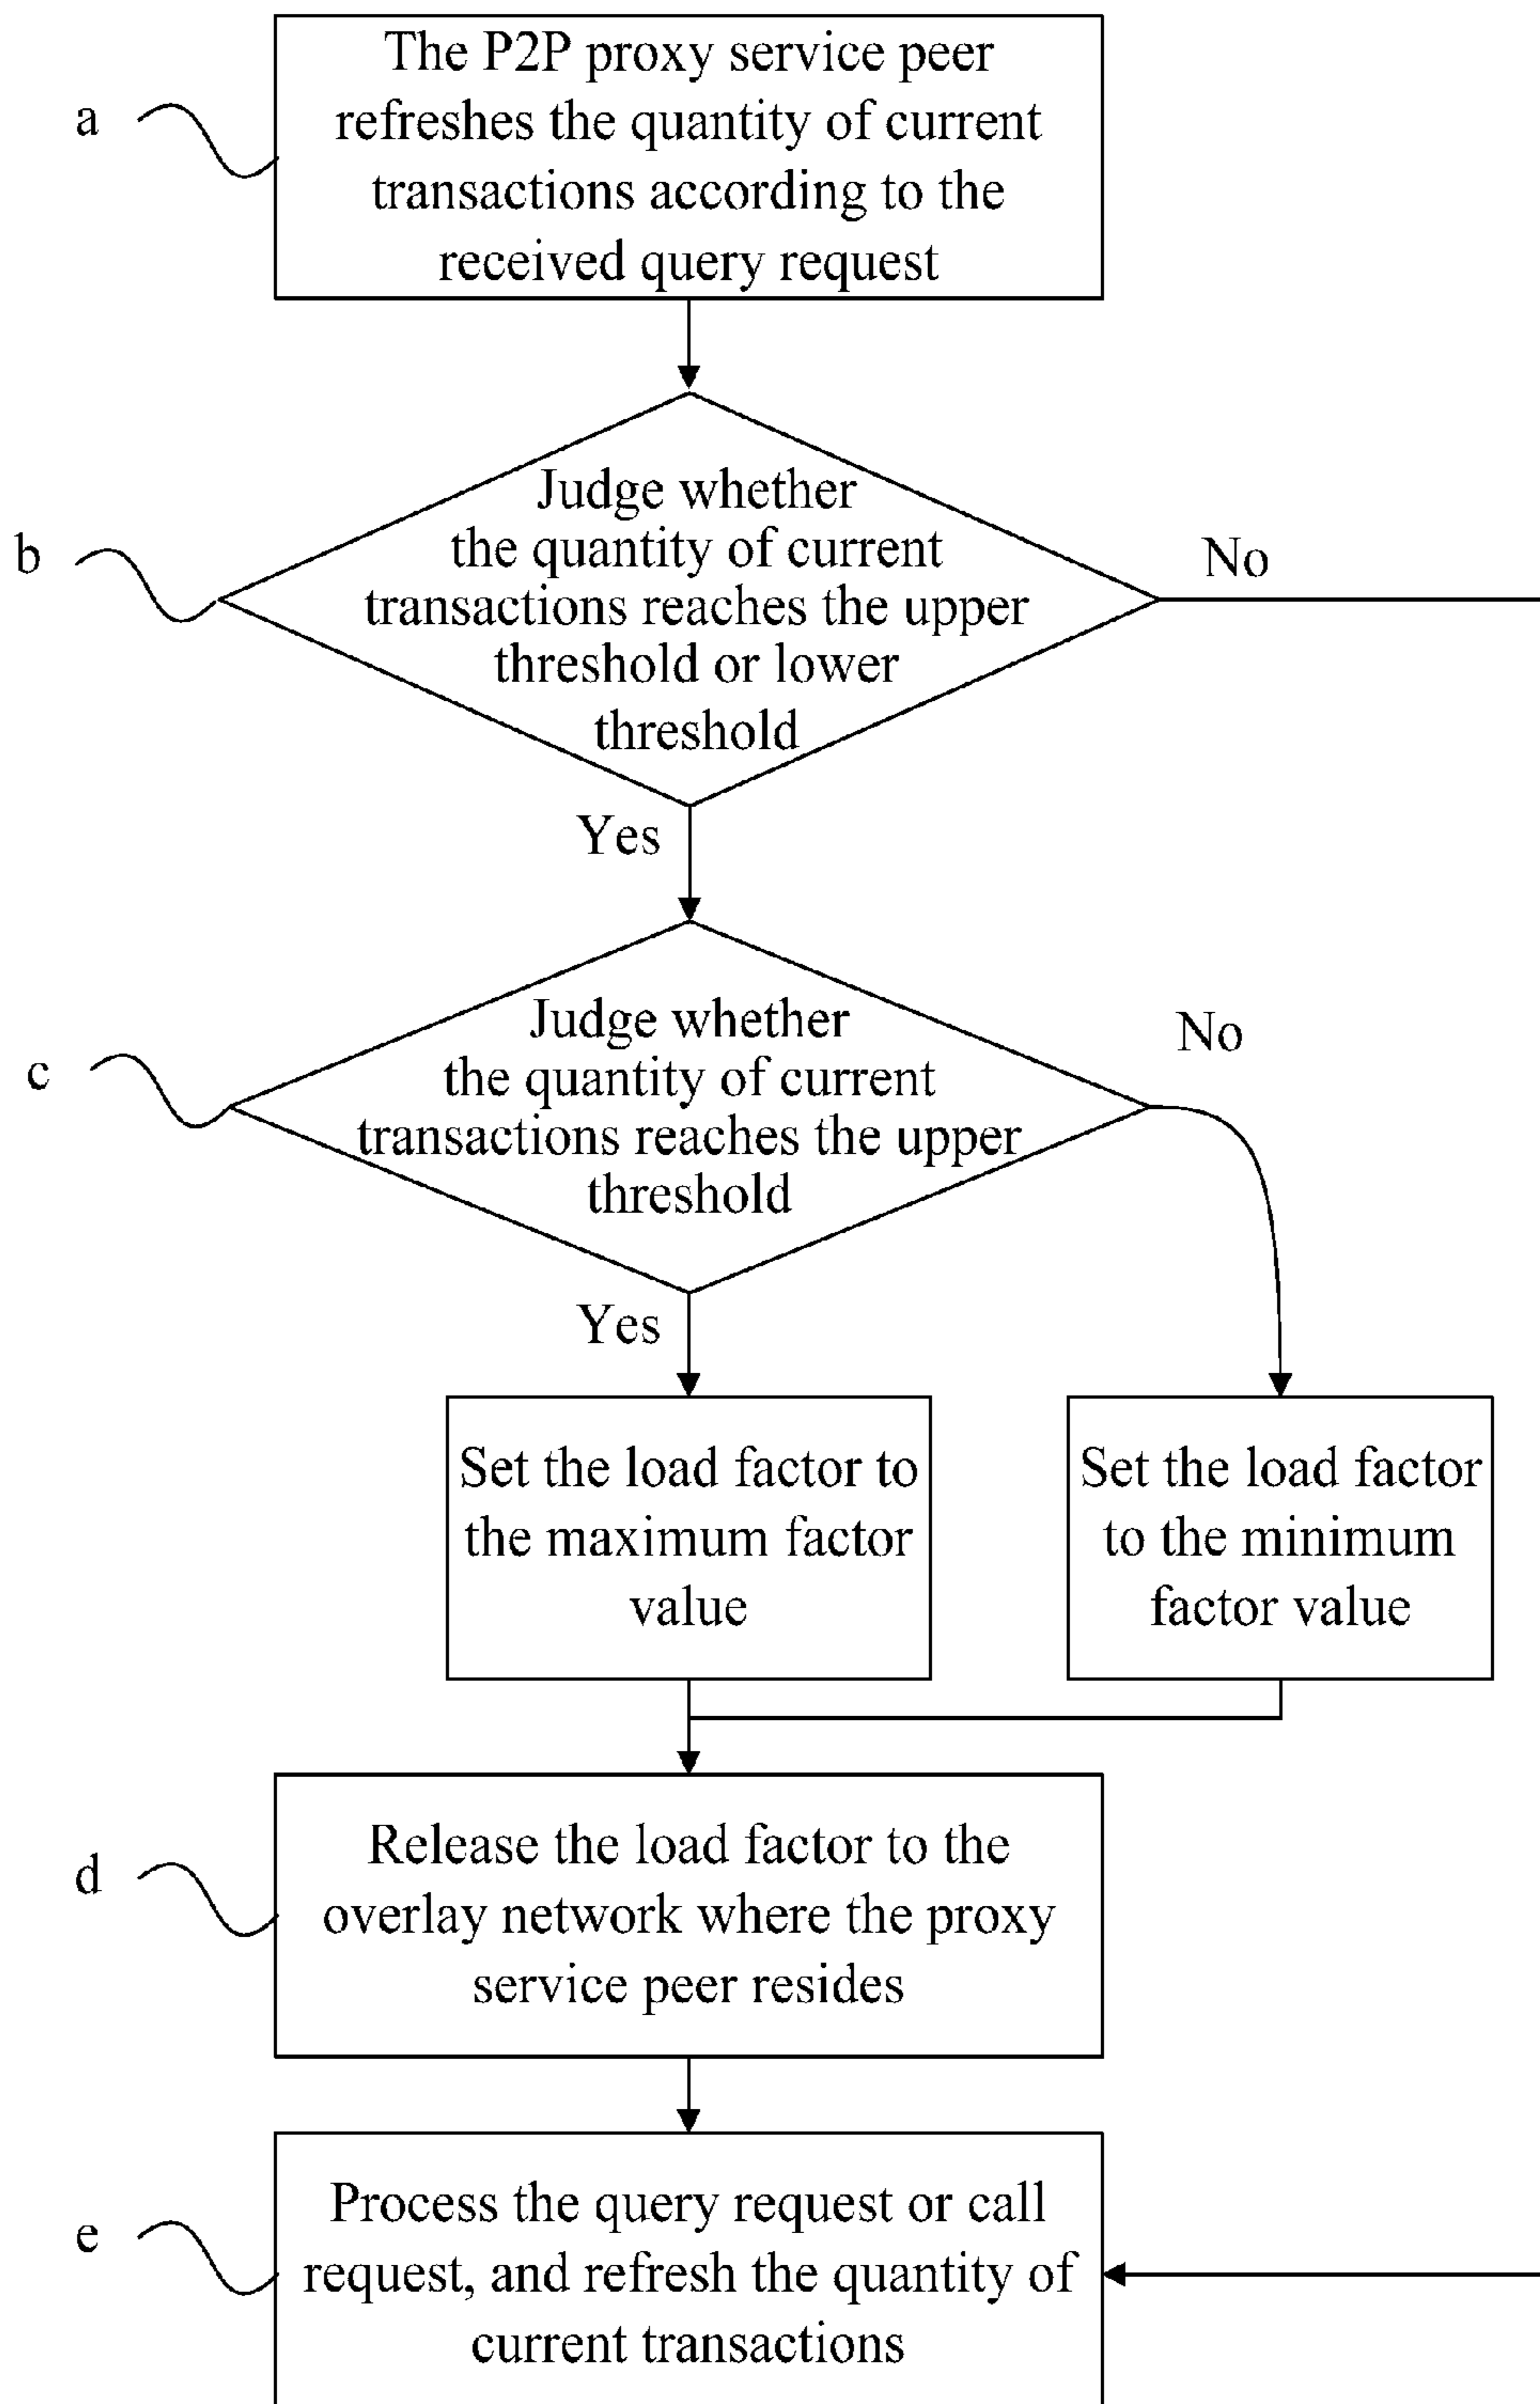 a
The P2P proxy service peer
refreshes the quantity of current
transactions according to the
received query request
b
Judge whether
the quantity of current
transactions reaches the upper
threshold or lower
threshold
No
Yes
c
Judge whether
the quantity of current
transactions reaches the upper
threshold
No
Yes
Set the load factor to
the maximum factor
value
Set the load factor
to the minimum
factor value
d
Release the load factor to the
overlay network where the proxy
service peer resides
e
Process the query request or call
request, and refresh the quantity of
current transactions